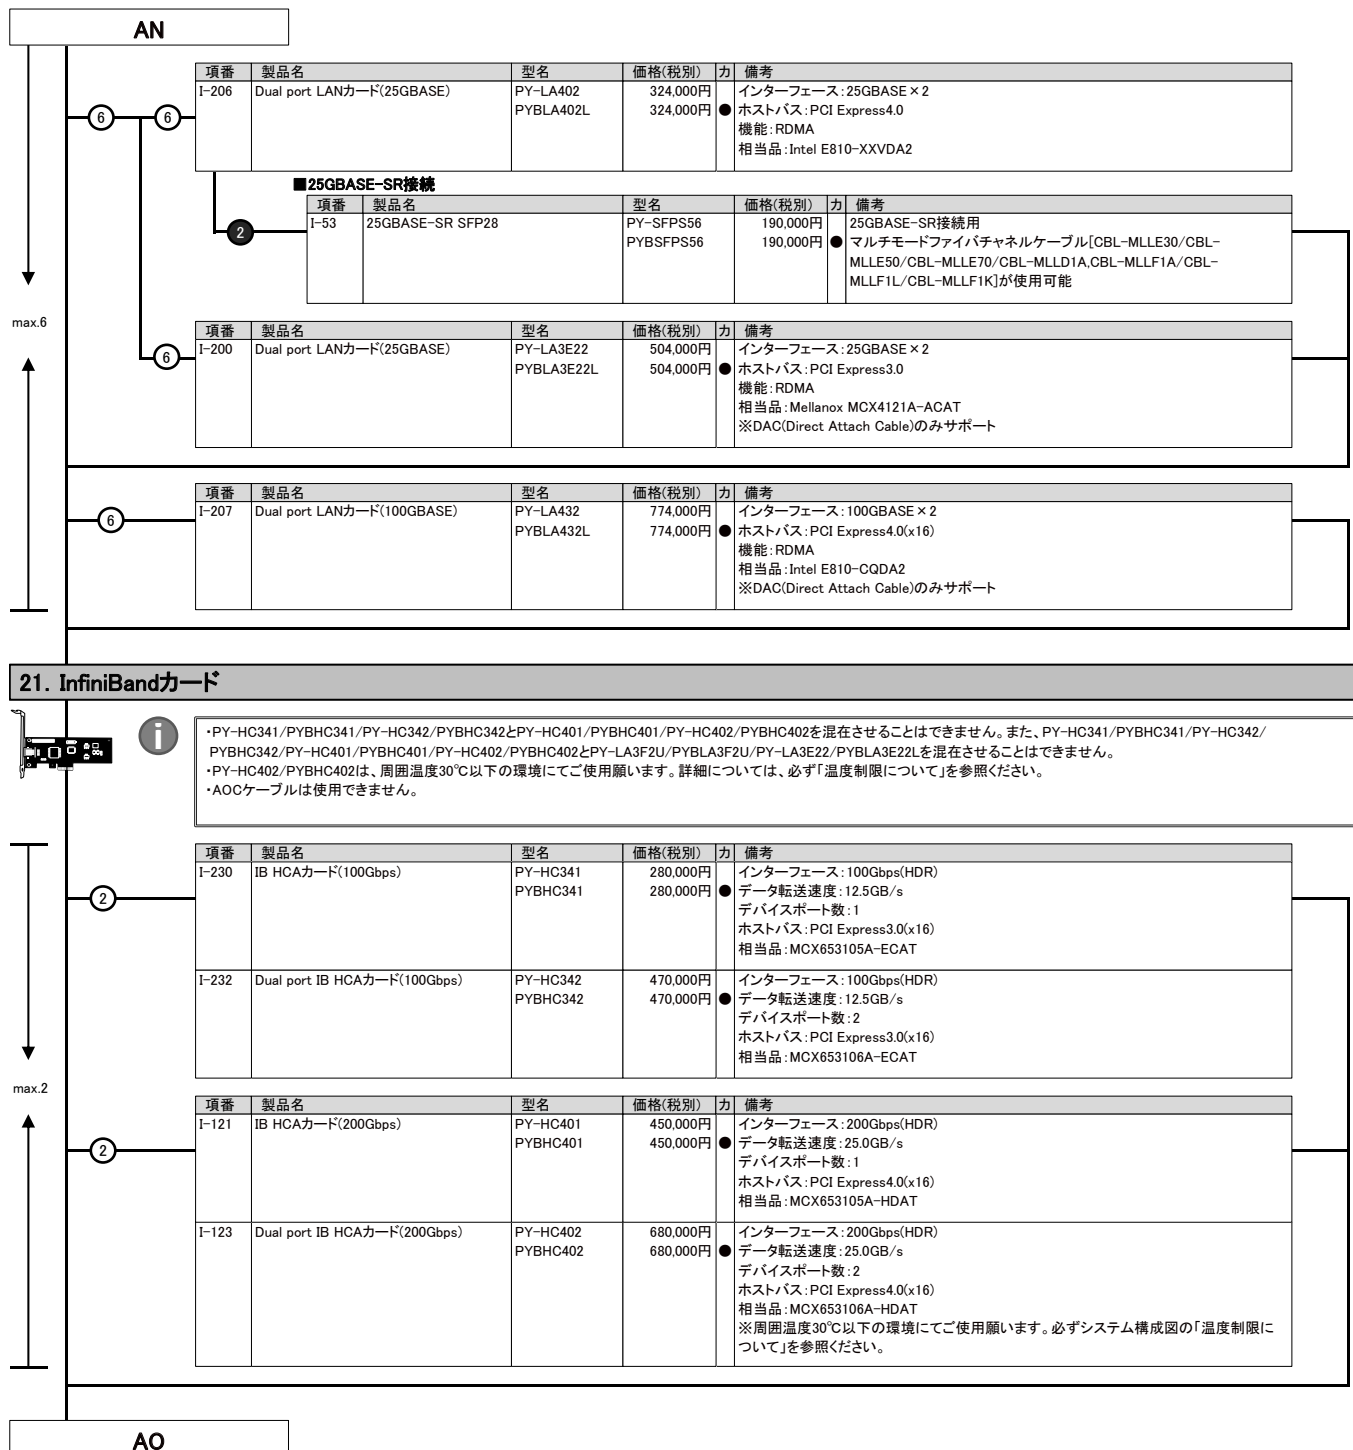 AN
項番 製品名 型名 価格(税別) カ 備考
I-206 Dual port LANカード(25GBASE) PY-LA402 324,000円 インターフェース:25GBASE×2
PYBLA402L 324,000円 ● ホストバス:PCI Express4.0
機能:RDMA
相当品:Intel E810-XXVDA2
6 6
■25GBASE-SR接続
項番 製品名 型名 価格(税別) カ 備考
I-53 25GBASE-SR SFP28 PY-SFPS56 190,000円 25GBASE-SR接続用
PYBSFPS56 190,000円 ● マルチモードファイバチャネルケーブル[CBL-MLLE30/CBL-
MLLE50/CBL-MLLE70/CBL-MLLD1A,CBL-MLLF1A/CBL-
MLLF1L/CBL-MLLF1K]が使用可能
2
max.6
項番 製品名 型名 価格(税別) カ 備考
I-200 Dual port LANカード(25GBASE) PY-LA3E22 504,000円 インターフェース:25GBASE×2
PYBLA3E22L 504,000円 ● ホストバス:PCI Express3.0
機能:RDMA
相当品:Mellanox MCX4121A-ACAT
※DAC(Direct Attach Cable)のみサポート
6
項番 製品名 型名 価格(税別) カ 備考
I-207 Dual port LANカード(100GBASE) PY-LA432 774,000円 インターフェース:100GBASE×2
PYBLA432L 774,000円 ● ホストバス:PCI Express4.0(x16)
機能:RDMA
相当品:Intel E810-CQDA2
※DAC(Direct Attach Cable)のみサポート
6
21. InfiniBandカード
i
・PY-HC341/PYBHC341/PY-HC342/PYBHC342とPY-HC401/PYBHC401/PY-HC402/PYBHC402を混在させることはできません。また、PY-HC341/PYBHC341/PY-HC342/
PYBHC342/PY-HC401/PYBHC401/PY-HC402/PYBHC402とPY-LA3F2U/PYBLA3F2U/PY-LA3E22/PYBLA3E22Lを混在させることはできません。
・PY-HC402/PYBHC402は、周囲温度30℃以下の環境にてご使用願います。詳細については、必ず「温度制限について」を参照ください。
・AOCケーブルは使用できません。
項番 製品名 型名 価格(税別) カ 備考
I-230 IB HCAカード(100Gbps) PY-HC341 280,000円 インターフェース:100Gbps(HDR)
PYBHC341 280,000円 ● データ転送速度:12.5GB/s
デバイスポート数:1
ホストバス:PCI Express3.0(x16)
相当品:MCX653105A-ECAT
2
I-232 Dual port IB HCAカード(100Gbps) PY-HC342 470,000円 インターフェース:100Gbps(HDR)
PYBHC342 470,000円 ● データ転送速度:12.5GB/s
デバイスポート数:2
ホストバス:PCI Express3.0(x16)
相当品:MCX653106A-ECAT
max.2
項番 製品名 型名 価格(税別) カ 備考
I-121 IB HCAカード(200Gbps) PY-HC401 450,000円 インターフェース:200Gbps(HDR)
PYBHC401 450,000円 ● データ転送速度:25.0GB/s
デバイスポート数:1
ホストバス:PCI Express4.0(x16)
相当品:MCX653105A-HDAT
2
I-123 Dual port IB HCAカード(200Gbps) PY-HC402 680,000円 インターフェース:200Gbps(HDR)
PYBHC402 680,000円 ● データ転送速度:25.0GB/s
デバイスポート数:2
ホストバス:PCI Express4.0(x16)
相当品:MCX653106A-HDAT
※周囲温度30℃以下の環境にてご使用願います。必ずシステム構成図の「温度制限に
ついて」を参照ください。
AO